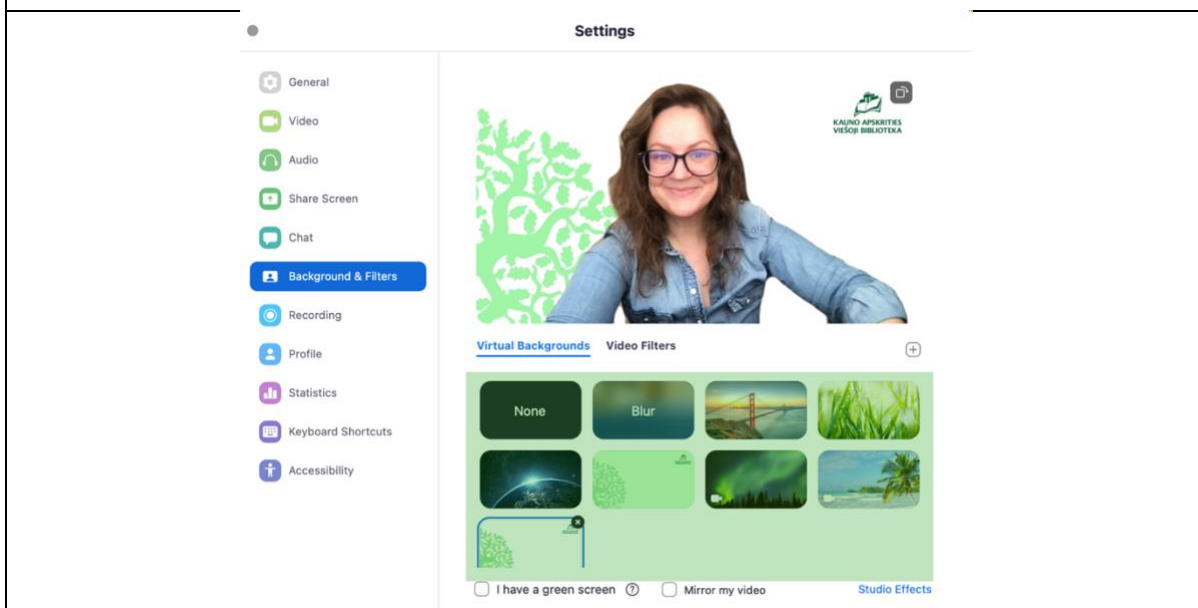 Settings
General
Video
Audio
Share Screen
Chat
Background & Filters
Recording
Profile
Statistics
Keyboard Shortcuts
Accessibility
KAUNO APSKRITIES
VIEŠOJI BIBLIOTEKA
Virtual Backgrounds Video Filters
None Blur
I have a green screen Mirror my video Studio Effects